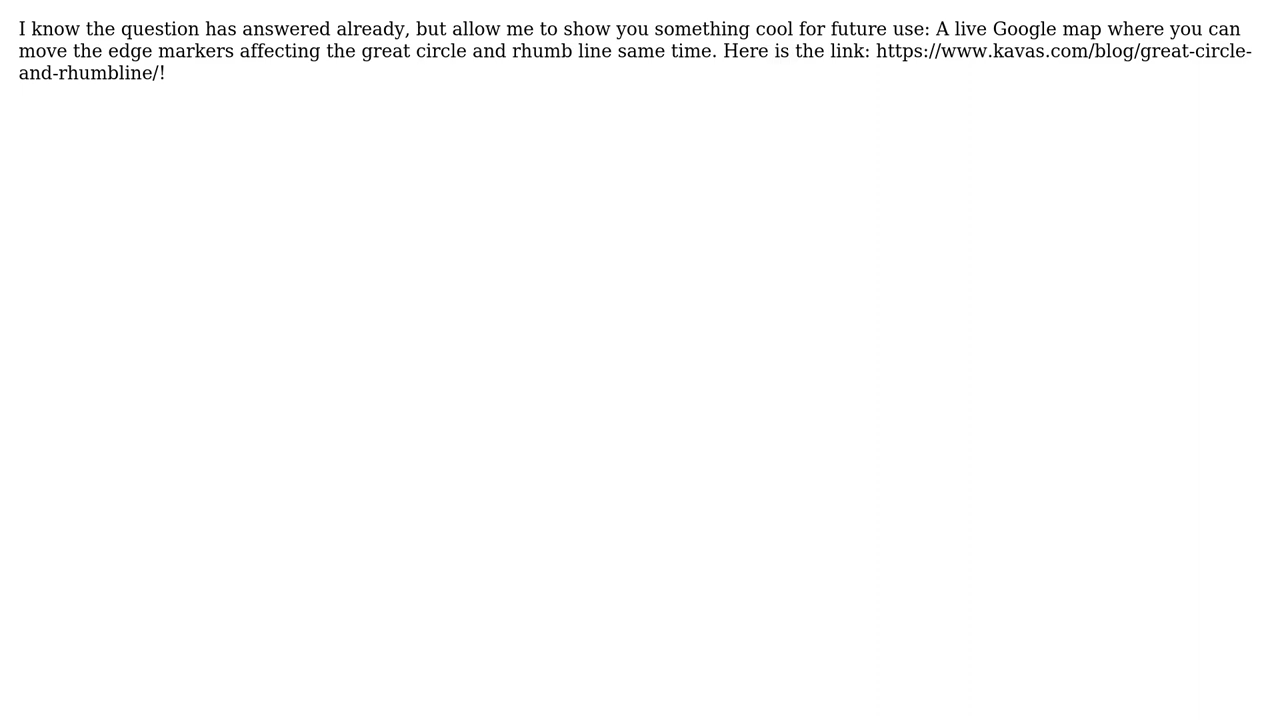 I know the question has answered already, but allow me to show you something cool for future use: A live Google map where you can
move the edge markers affecting the great circle and rhumb line same time. Here is the link: https://www.kavas.com/blog/great-circle-
and-rhumbline/!